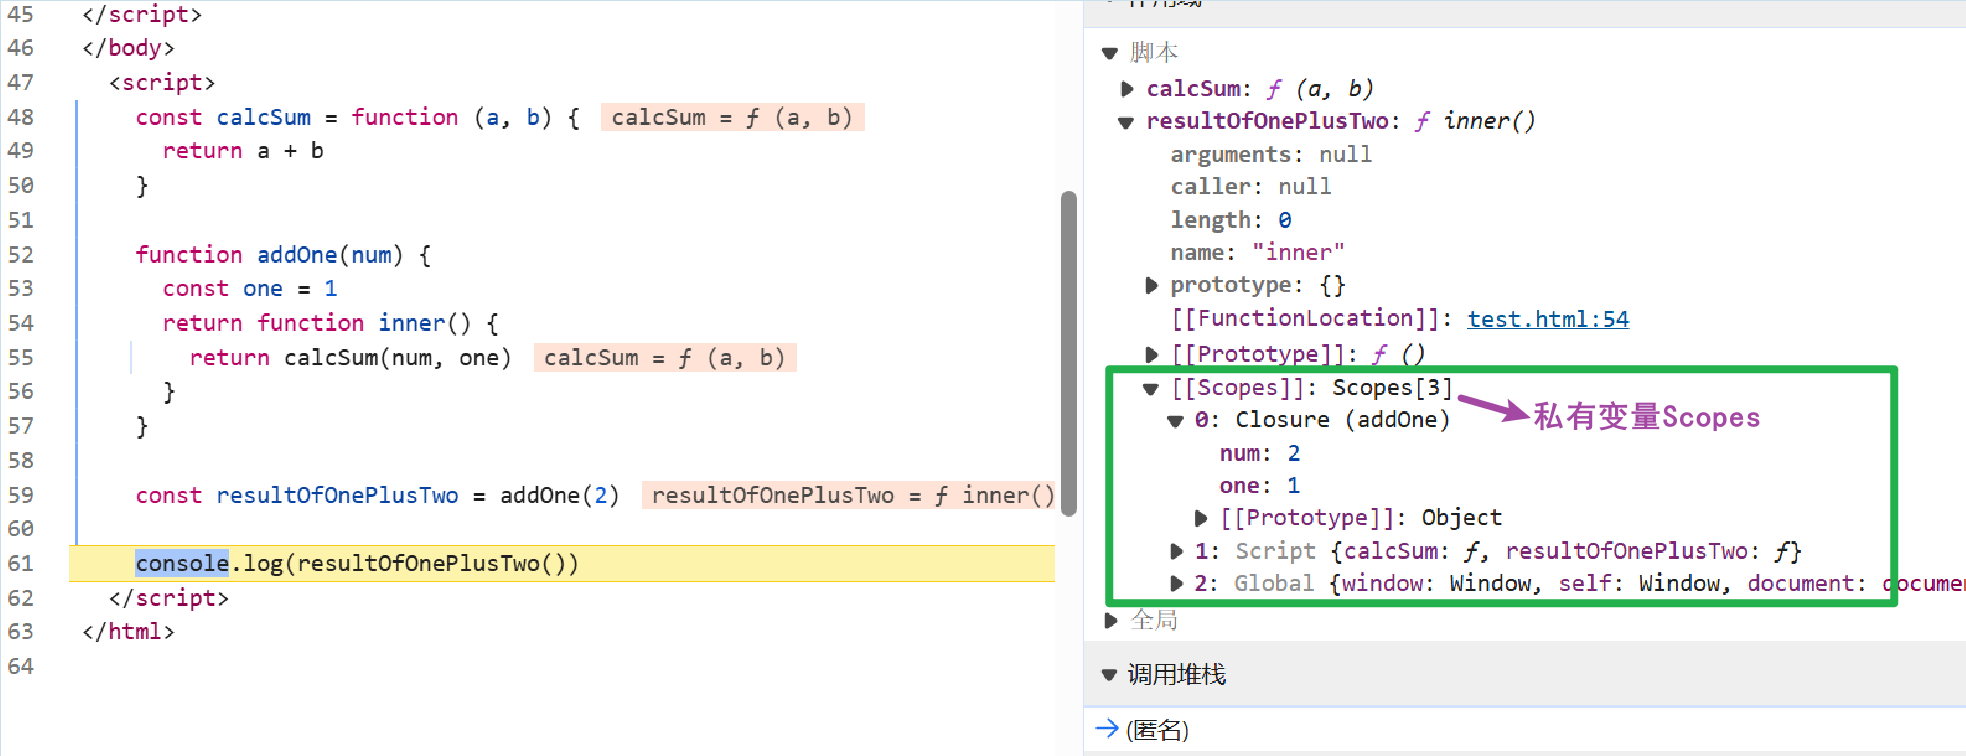 45 </script>
46 </body>
47 <script>
48 const calcSum = function (a, b) { calcSum = ƒ (a, b)
49 return a + b
50 }
51
52 function addOne(num) {
53 const one = 1
54 return function inner() {
55 return calcSum(num, one) calcSum = ƒ (a, b)
56 }
57 }
58
59 const resultOfOnePlusTwo = addOne(2) resultOfOnePlusTwo = ƒ inner()
60
61 console.log(resultOfOnePlusTwo())
62 </script>
63 </html>
64
脚本
calcSum: ƒ (a, b)
resultOfOnePlusTwo: ƒ inner()
arguments: null
caller: null
length: 0
name: "inner"
prototype: {}
[[FunctionLocation]]: test.html:54
[[Prototype]]: ƒ ()
[[Scopes]]: Scopes[3]
私有变量Scopes
0: Closure (addOne)
num: 2
one: 1
[[Prototype]]: Object
1: Script {calcSum: ƒ, resultOfOnePlusTwo: ƒ}
2: Global {window: Window, self: Window, document:
全局
调用堆栈
(匿名)